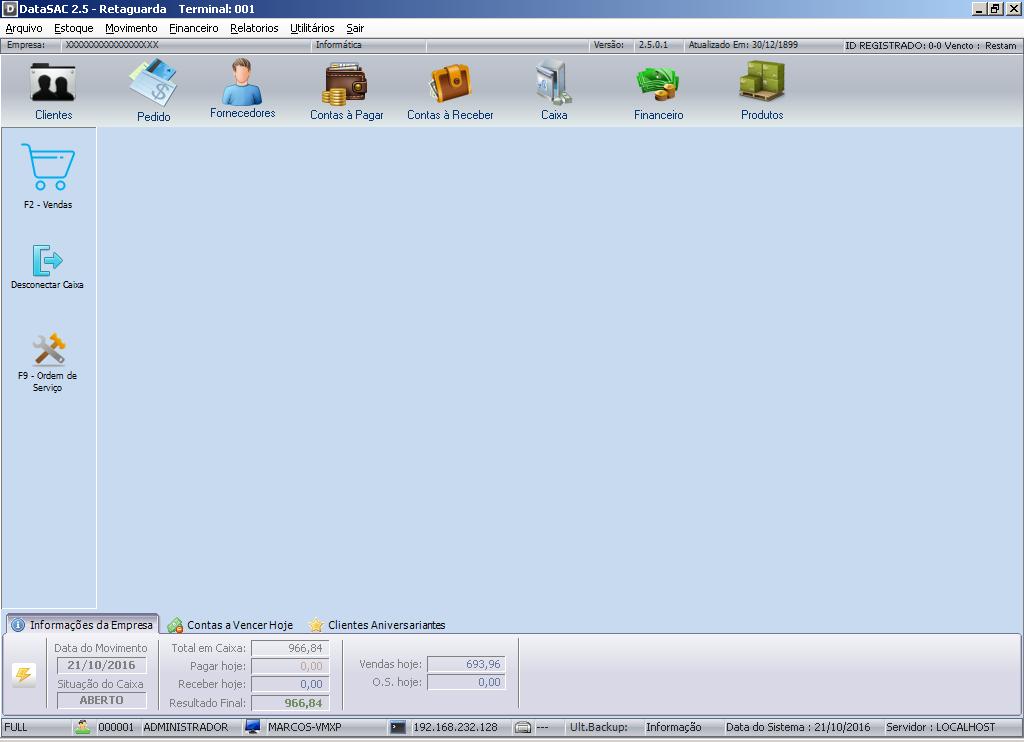 DataSAC 2.5 - Retaguarda Terminal: 001
Arquivo Estoque Movimento Financeiro Relatorios Utilitários Sair
Empresa: XXXXXXXXXXXXXXXXXX Informática Versão: 2.5.0.1 Atualizado Em: 30/12/1899 ID REGISTRADO: 0-0 Vencto : Restam
Clientes Pedido Fornecedores Contas à Pagar Contas à Receber Caixa Financeiro Produtos
F2 - Vendas
Desconectar Caixa
F9 - Ordem de
Serviço
Informações da Empresa Contas a Vencer Hoje Clientes Aniversariantes
Data do Movimento
21/10/2016
Situação do Caixa
ABERTO
Total em Caixa: 966,84
Pagar hoje: 0,00
Receber hoje: 0,00
Resultado Final: 966,84
Vendas hoje: 693,96
O.S. hoje: 0,00
FULL 000001 ADMINISTRADOR MARCOS-VMXP 192.168.232.128 --- Ult.Backup: Informação Data do Sistema : 21/10/2016 Servidor : LOCALHOST